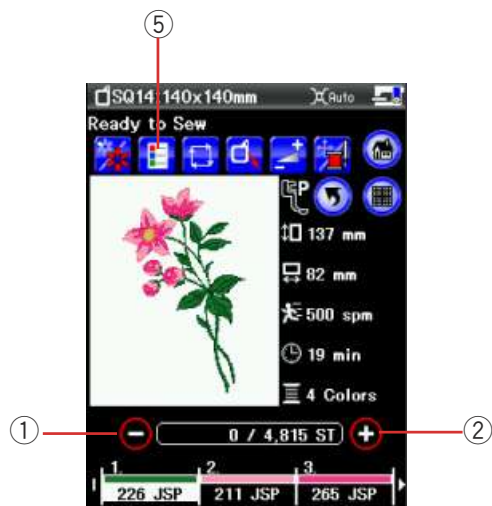 ⑤
SQ14:140x140mm Auto
Ready to Sew
P
137 mm
82 mm
500 spm
19 min
4 Colors
① 0 / 4,815 ST ②
1. 2. 3.
226 JSP 211 JSP 265 JSP